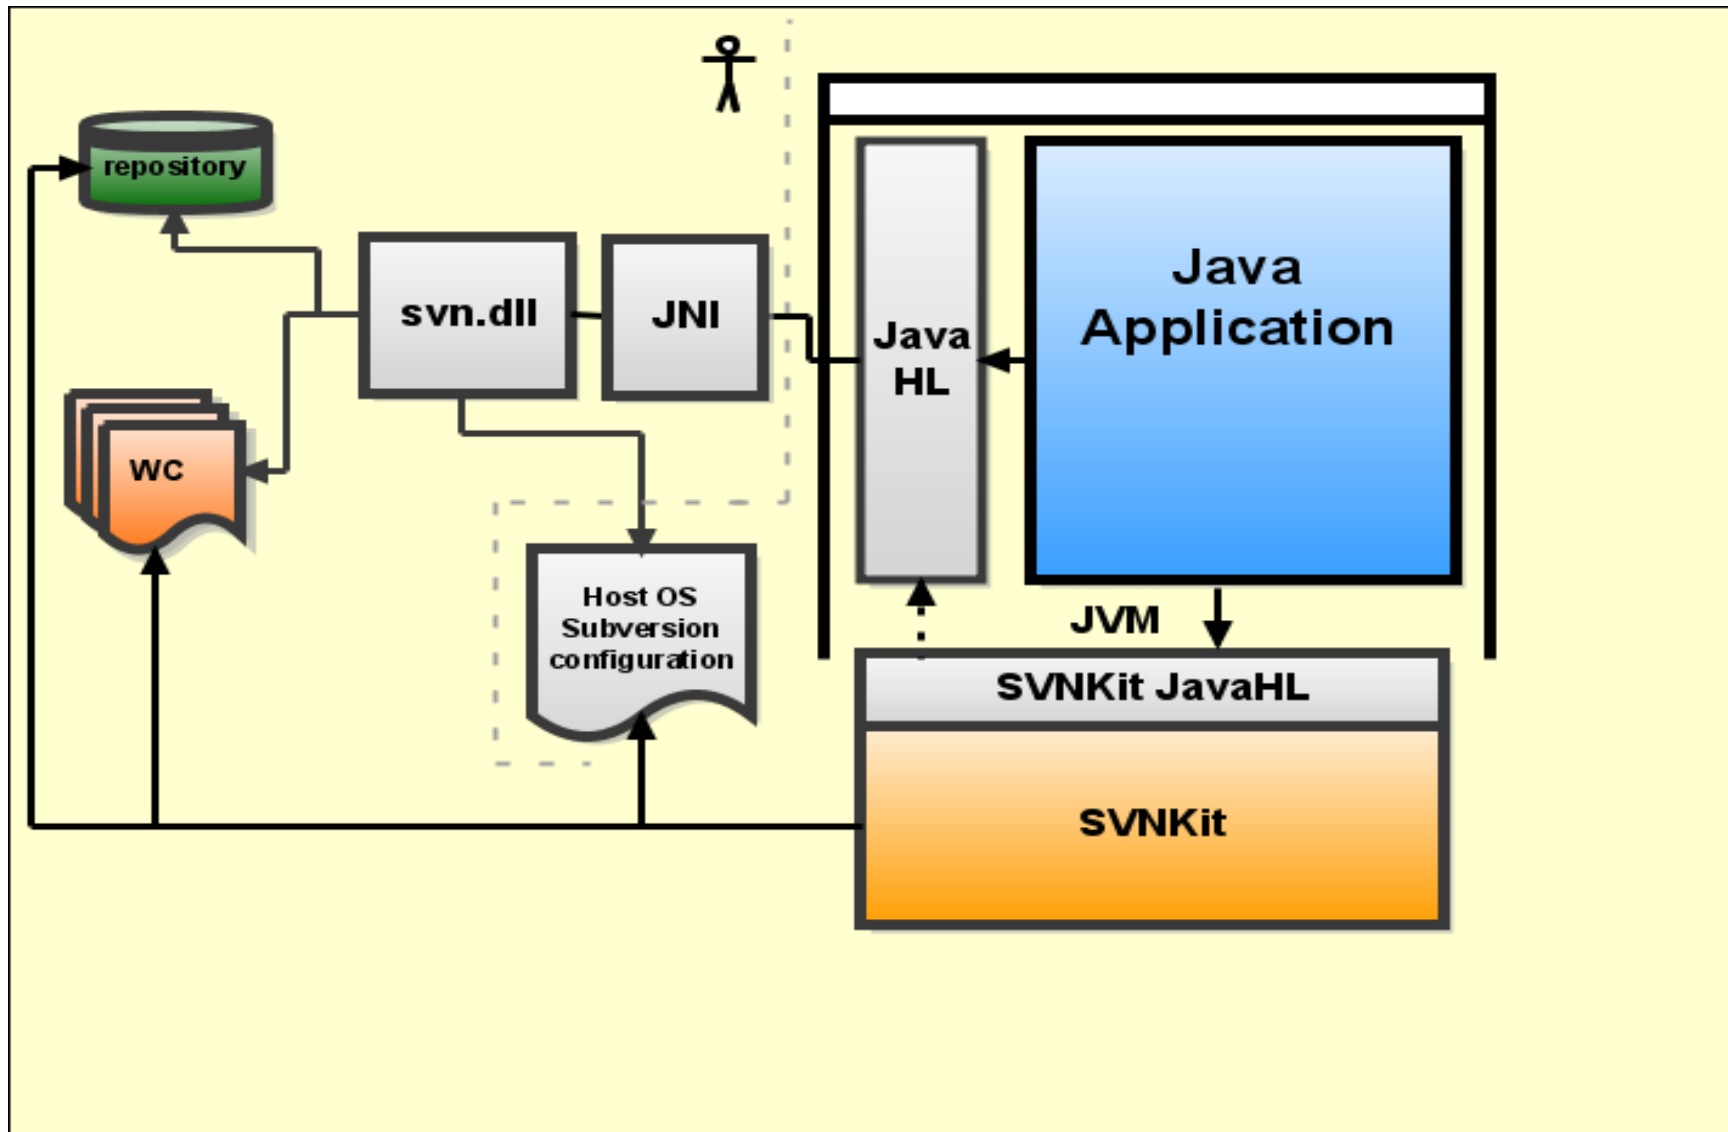 repository
svn.dll
JNI
Java
HL
Java
Application
WC
Host OS
Subversion
configuration
JVM
SVNKit JavaHL
SVNKit